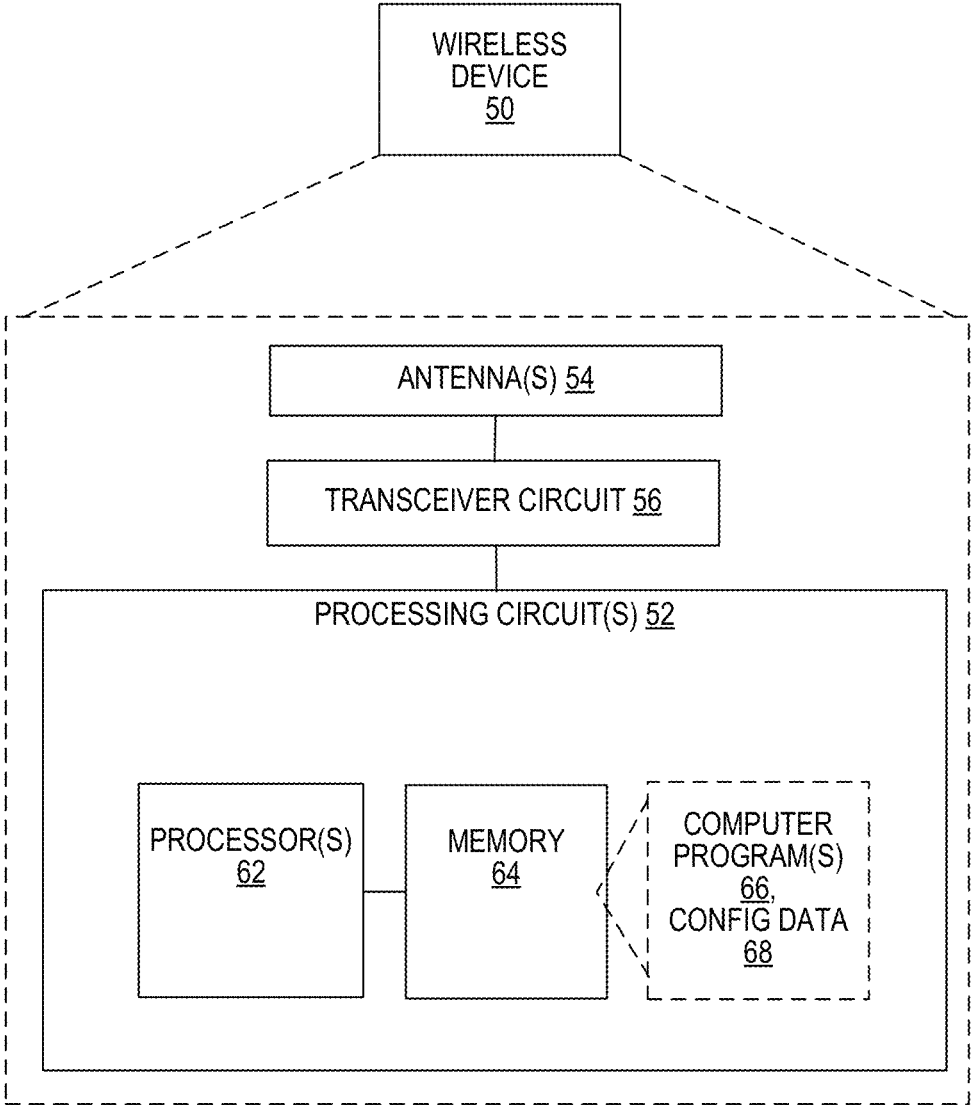 WIRELESS
DEVICE
50
ANTENNA(S) 54
TRANSCEIVER CIRCUIT 56
PROCESSING CIRCUIT(S) 52
PROCESSOR(S)
62
MEMORY
64
COMPUTER
PROGRAM(S)
66,
CONFIG DATA
68